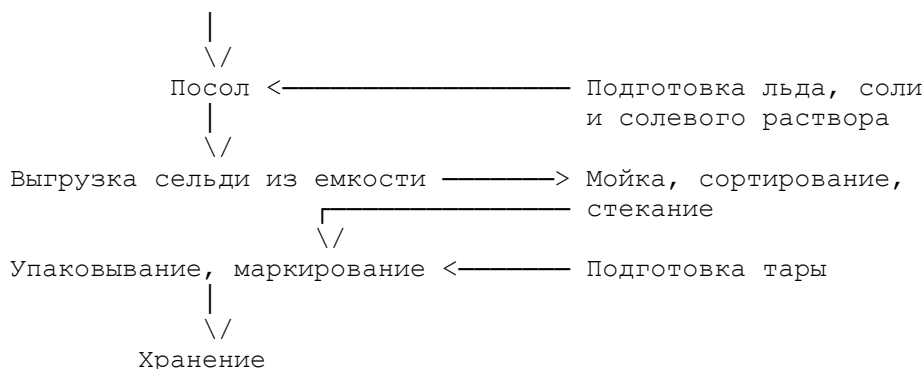 Посол
Подготовка льда, соли
и солевого раствора
Выгрузка сельди из емкости
Мойка, сортирование,
стекание
Упаковывание, маркирование
Подготовка тары
Хранение